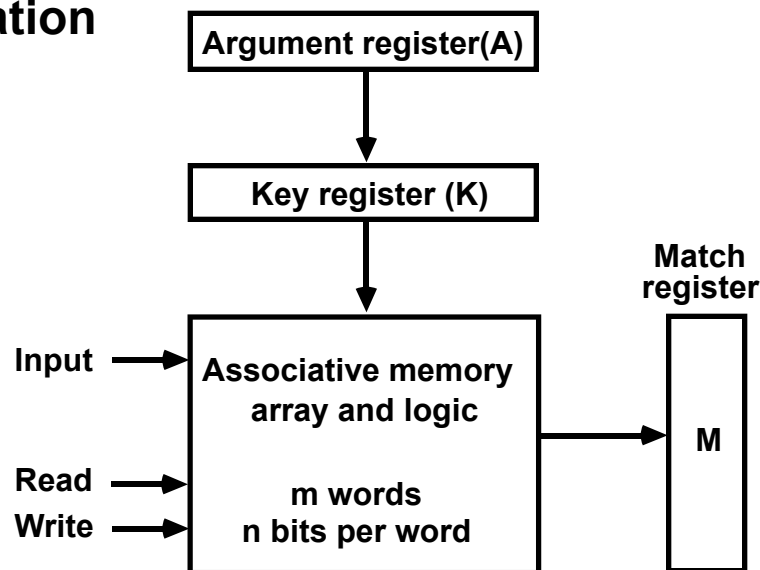 ation
Argument register(A)
Key register (K)
Match
register
Input
Associative memory
array and logic
M
Read
m words
Write
n bits per word